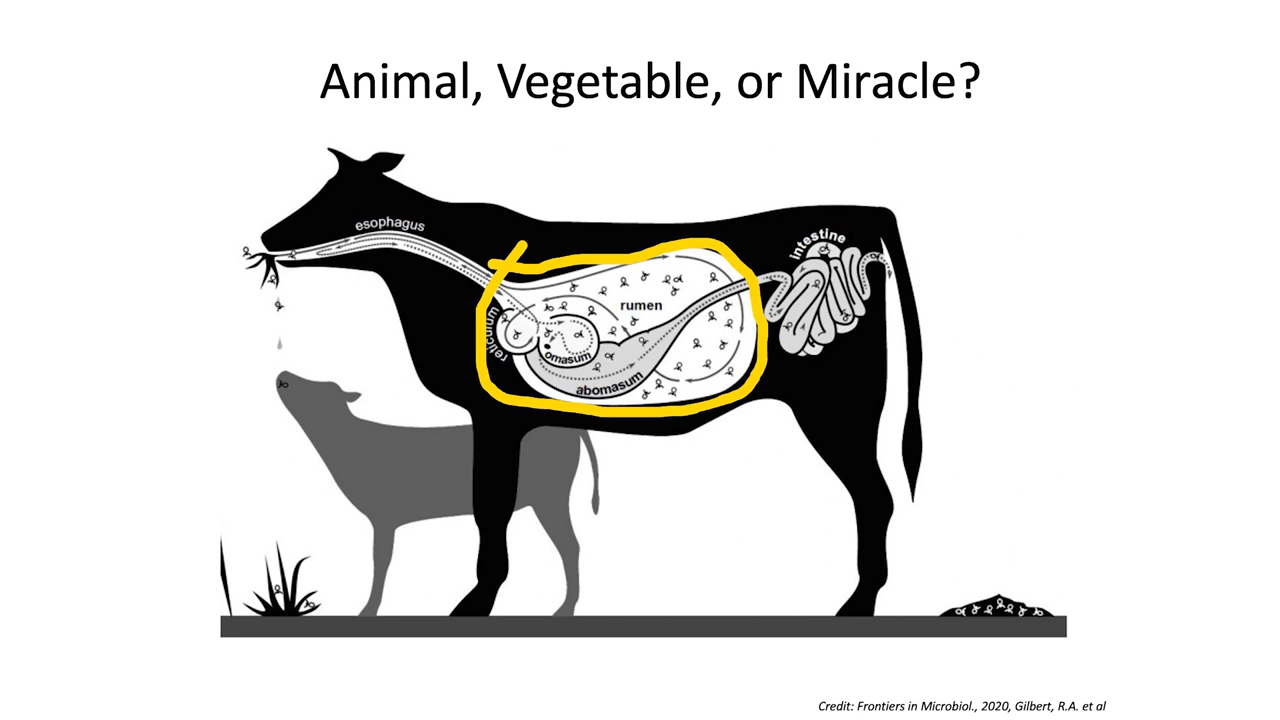 Animal, Vegetable, or Miracle?
esophagus
intestine
rumen
reticulum
omasum
abomasum
Credit: Frontiers in Microbiol., 2020, Gilbert, R.A. et al